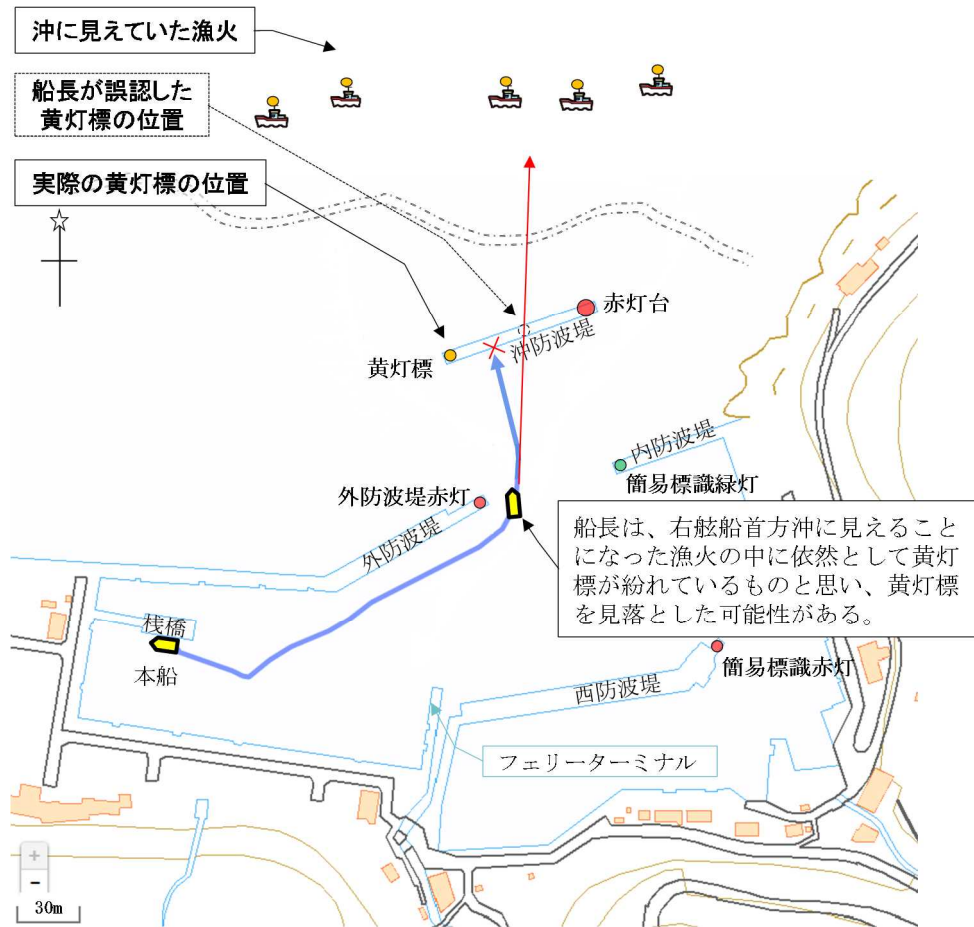 沖に見えていた漁火
船長が誤認した
黄灯標の位置
実際の黄灯標の位置
赤灯台
沖防波堤
黄灯標
内防波堤
簡易標識緑灯
外防波堤赤灯
外防波堤
船長は、右舷船首方沖に見えること
になった漁火の中に依然として黄灯
標が紛れているものと思い、黄灯標
を見落とした可能性がある。
桟橋
本船
簡易標識赤灯
西防波堤
フェリーターミナル
+
-
30m